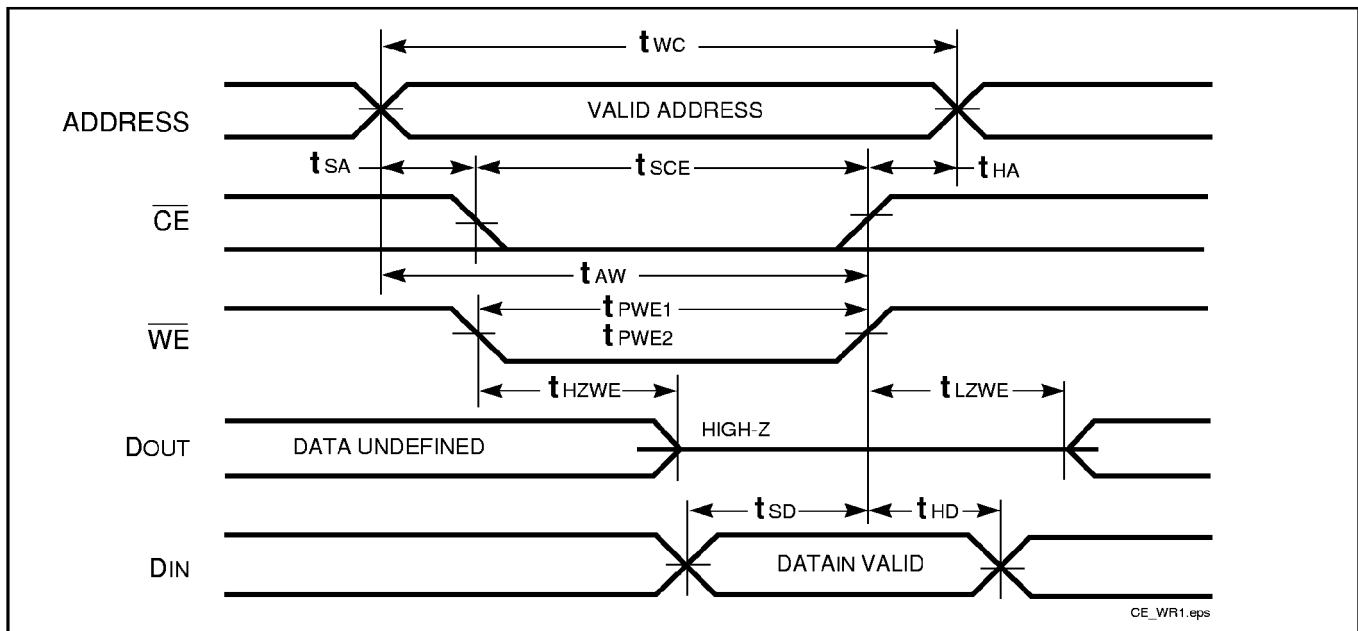 tWC
ADDRESS
VALID ADDRESS
tSA
tSCE
tHA
CE
tAW
WE
tPWE1
tPWE2
tHZWE
tLZWE
DOUT
DATA UNDEFINED
HIGH-Z
tSD
tHD
DIN
DATAIN VALID
CE_WR1.eps